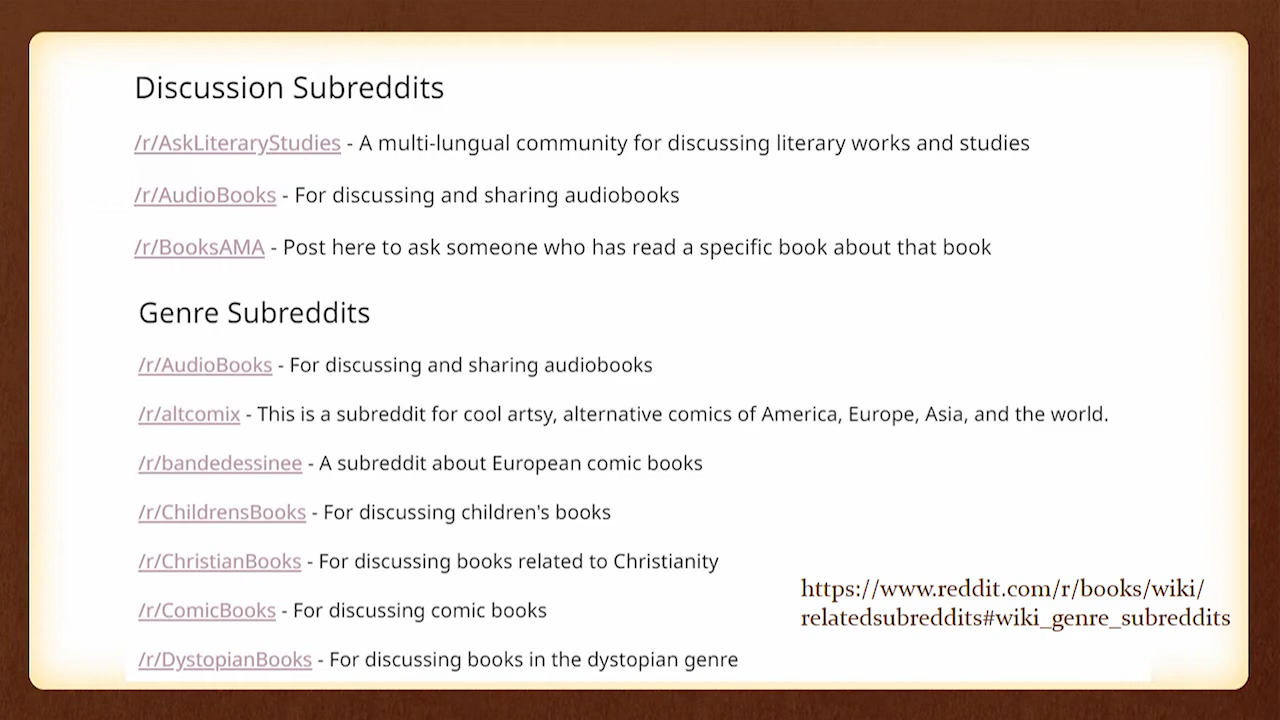 Discussion Subreddits
/r/AskLiteraryStudies - A multi-lungual community for discussing literary works and studies
/r/AudioBooks - For discussing and sharing audiobooks
/r/BooksAMA - Post here to ask someone who has read a specific book about that book
Genre Subreddits
/r/AudioBooks - For discussing and sharing audiobooks
/r/altcomix - This is a subreddit for cool artsy, alternative comics of America, Europe, Asia, and the world.
/r/bandedessinee - A subreddit about European comic books
/r/ChildrensBooks - For discussing children's books
/r/ChristianBooks - For discussing books related to Christianity
/r/ComicBooks - For discussing comic books
/r/DystopianBooks - For discussing books in the dystopian genre
https://www.reddit.com/r/books/wiki/
relatedsubreddits#wiki_genre_subreddits